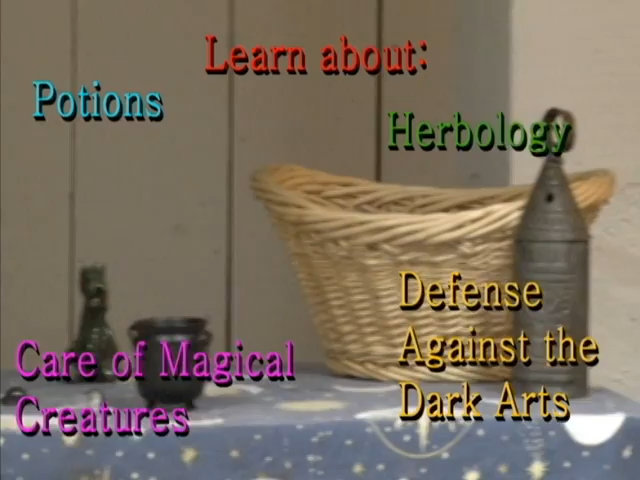 Learn about:
Potions
Herbology
Defense
Against the
Dark Arts
Care of Magical
Creatures